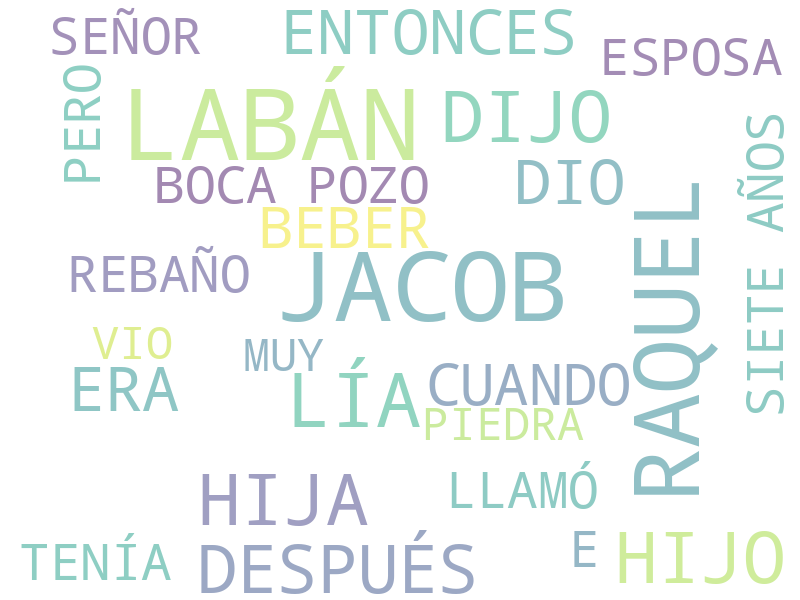 SEÑOR
ENTONCES
ESPOSA
PERO
LABÁN
DIJO
BOCA POZO
DIO
SIETE AÑOS
BEBER
RAQUEL
REBAÑO
JACOB
VIO
MUY
ERA
LÍA
CUANDO
PIEDRA
HIJA
LLAMÓ
TENÍA
DESPUÉS
E
HIJO